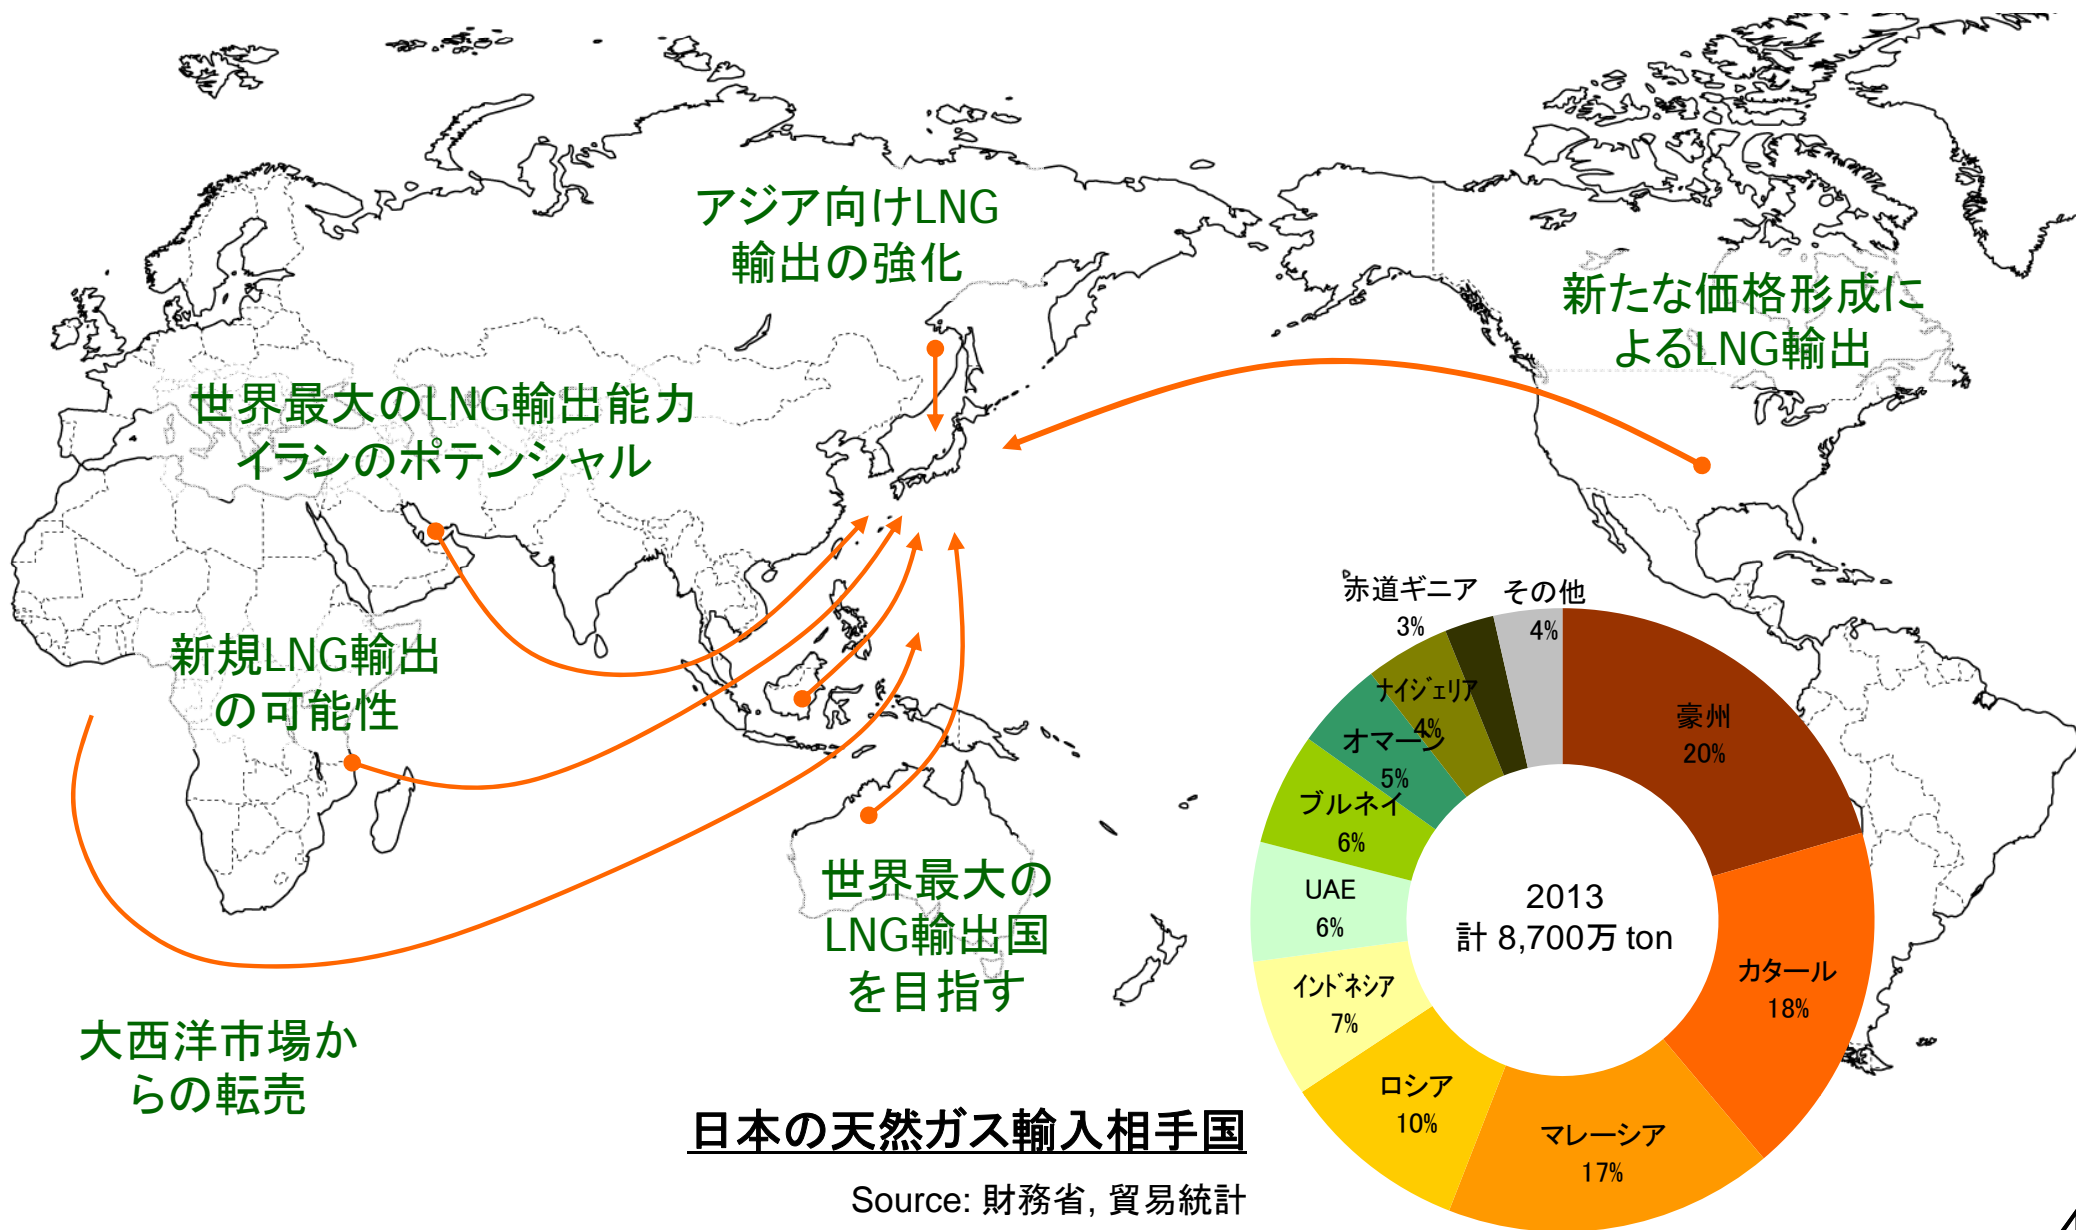 アジア向けLNG
輸出の強化
新たな価格形成に
よるLNG輸出
世界最大のLNG輸出能力
イランのポテンシャル
新規LNG輸出
の可能性
世界最大の
LNG輸出国
を目指す
大西洋市場か
らの転売
赤道ギニア
3%
その他
4%
豪州
20%
カタール
18%
マレーシア
17%
ロシア
10%
インドネシア
7%
UAE
6%
ブルネイ
6%
オマーン
5%
ナイジェリア
4%
2013
計 8,700万 ton
日本の天然ガス輸入相手国
Source: 財務省, 貿易統計